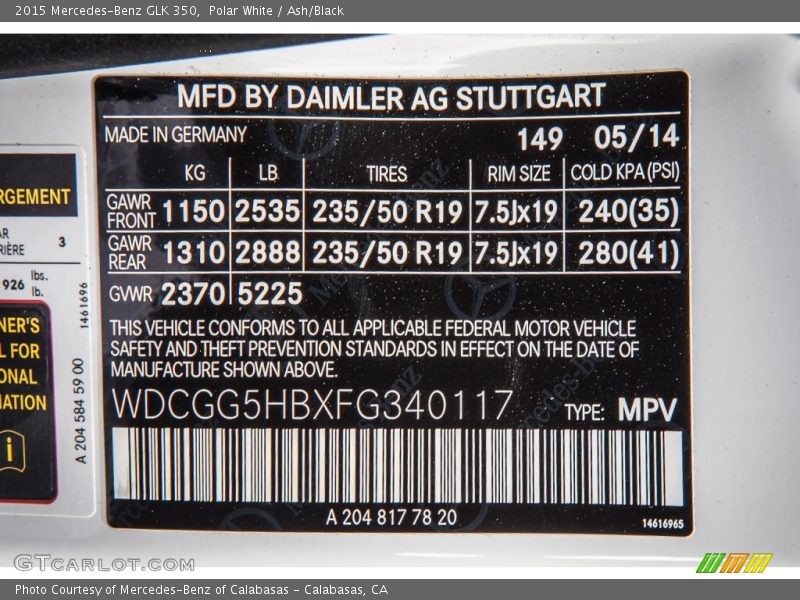 2015 Mercedes-Benz GLK 350, Polar White / Ash/Black
MFD BY DAIMLER AG STUTTGART
MADE IN GERMANY 149 05/14
KG LB TIRES RIM SIZE COLD KPA (PSI)
GAWR FRONT 1150 2535 235/50 R19 7.5Jx19 240(35)
GAWR REAR 1310 2888 235/50 R19 7.5Jx19 280(41)
GWR 2370 5225
THIS VEHICLE CONFORMS TO ALL APPLICABLE FEDERAL MOTOR VEHICLE
SAFETY AND THEFT PREVENTION STANDARDS IN EFFECT ON THE DATE OF
MANUFACTURE SHOWN ABOVE.
WDCGG5HBXFG340117 TYPE: MPV
A 204 817 78 20
14616965
RGEMENT
AR
RIÈRE 3
926 lbs.
lb.
1461696
NER'S
L FOR
ONAL
MATION
i
A 204 584 59 00
GTCARLOT.COM
Photo Courtesy of Mercedes-Benz of Calabasas - Calabasas, CA